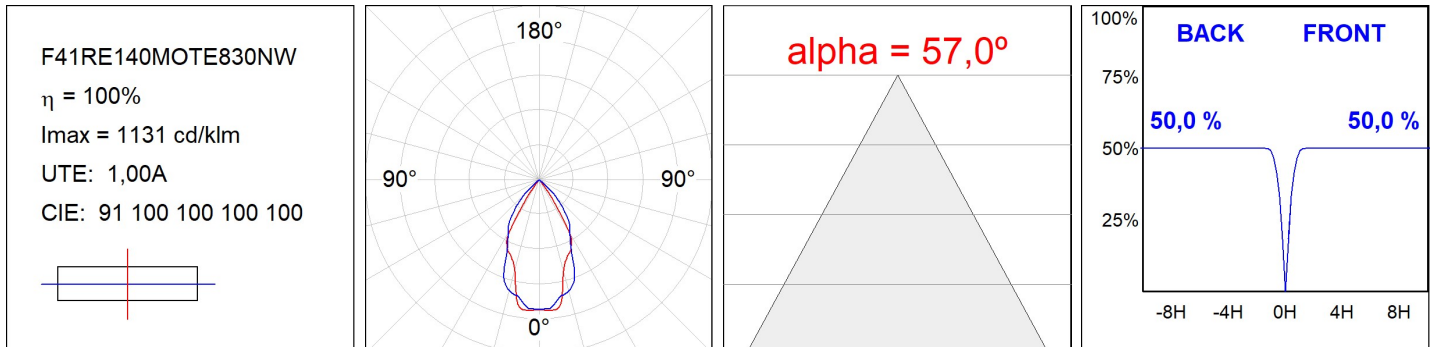 F41RE140MOTE830NW
η = 100%
Imax = 1131 cd/klm
UTE: 1,00A
CIE: 91 100 100 100 100
180°
90° 90°
0°
alpha = 57,0º
100%
BACK FRONT
75%
50,0 % 50,0 %
50%
25%
-8H -4H 0H 4H 8H